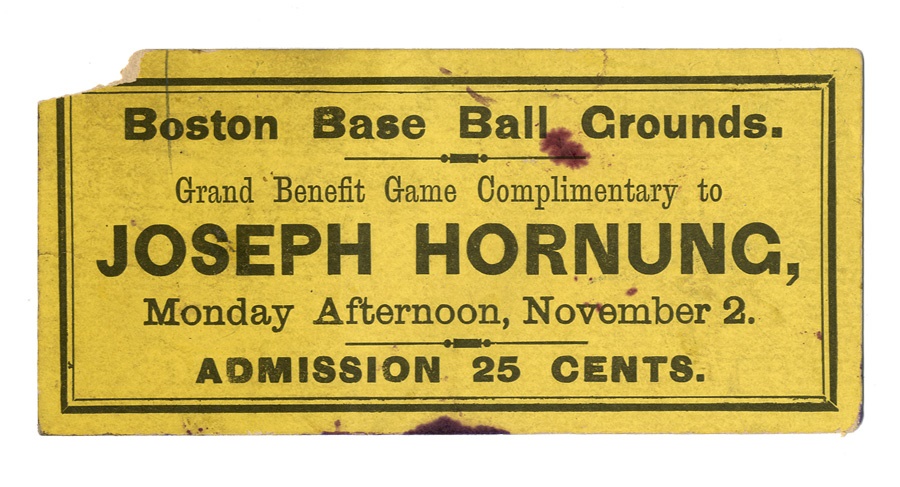 Boston Base Ball Grounds.
Grand Benefit Game Complimentary to
JOSEPH HORNUNG,
Monday Afternoon, November 2.
ADMISSION 25 CENTS.